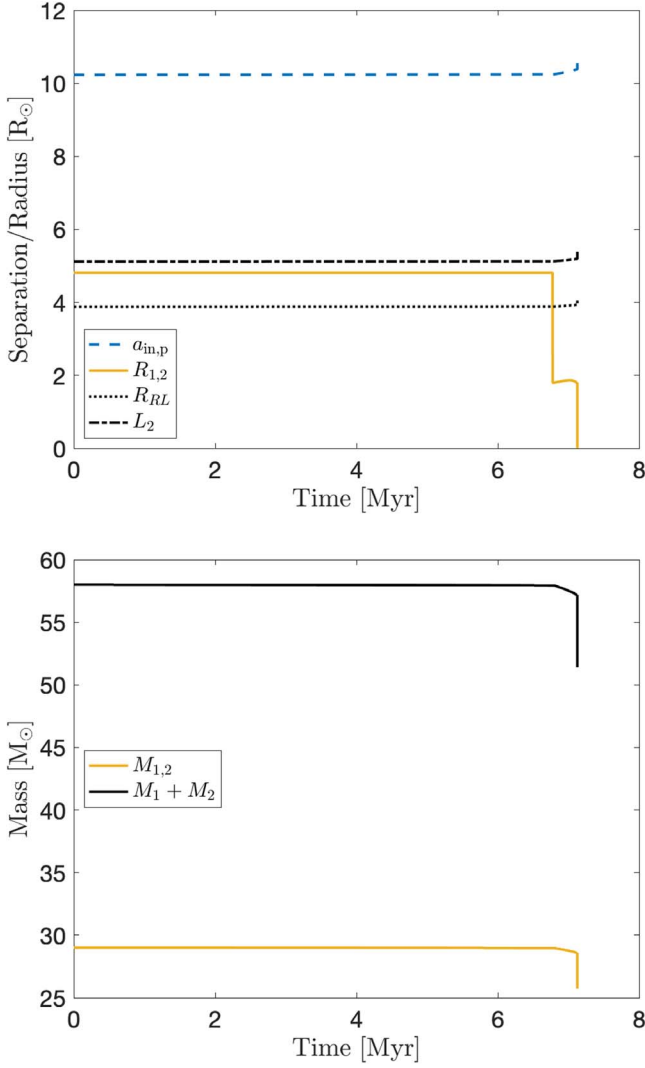 Separation/Radius [R⊙]
12
10
8
6
4
2
0
a_in,p
R_1,2
R_RL
L_2
0 2 4 6 8
Time [Myr]
Mass [M⊙]
60
55
50
45
40
35
30
25
M_1,2
M_1 + M_2
0 2 4 6 8
Time [Myr]